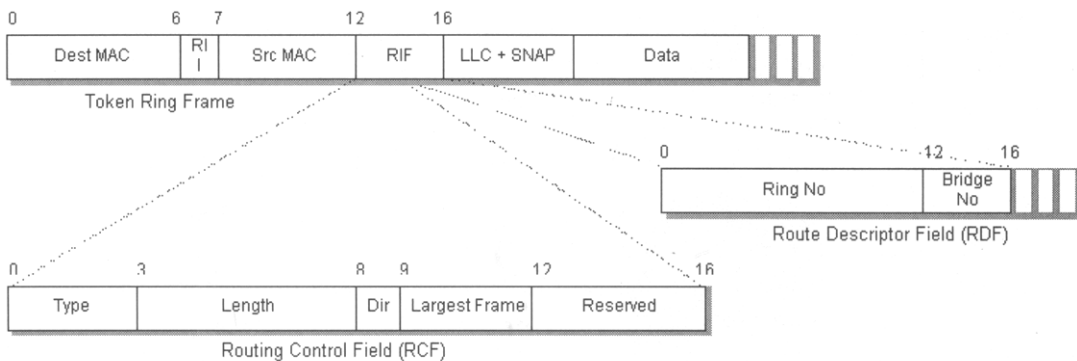 0 6 7 12 16
Dest MAC RI I Src MAC RIF LLC + SNAP Data
Token Ring Frame
0 12 16
Ring No Bridge No
Route Descriptor Field (RDF)
0 3 8 9 12 16
Type Length Dir Largest Frame Reserved
Routing Control Field (RCF)